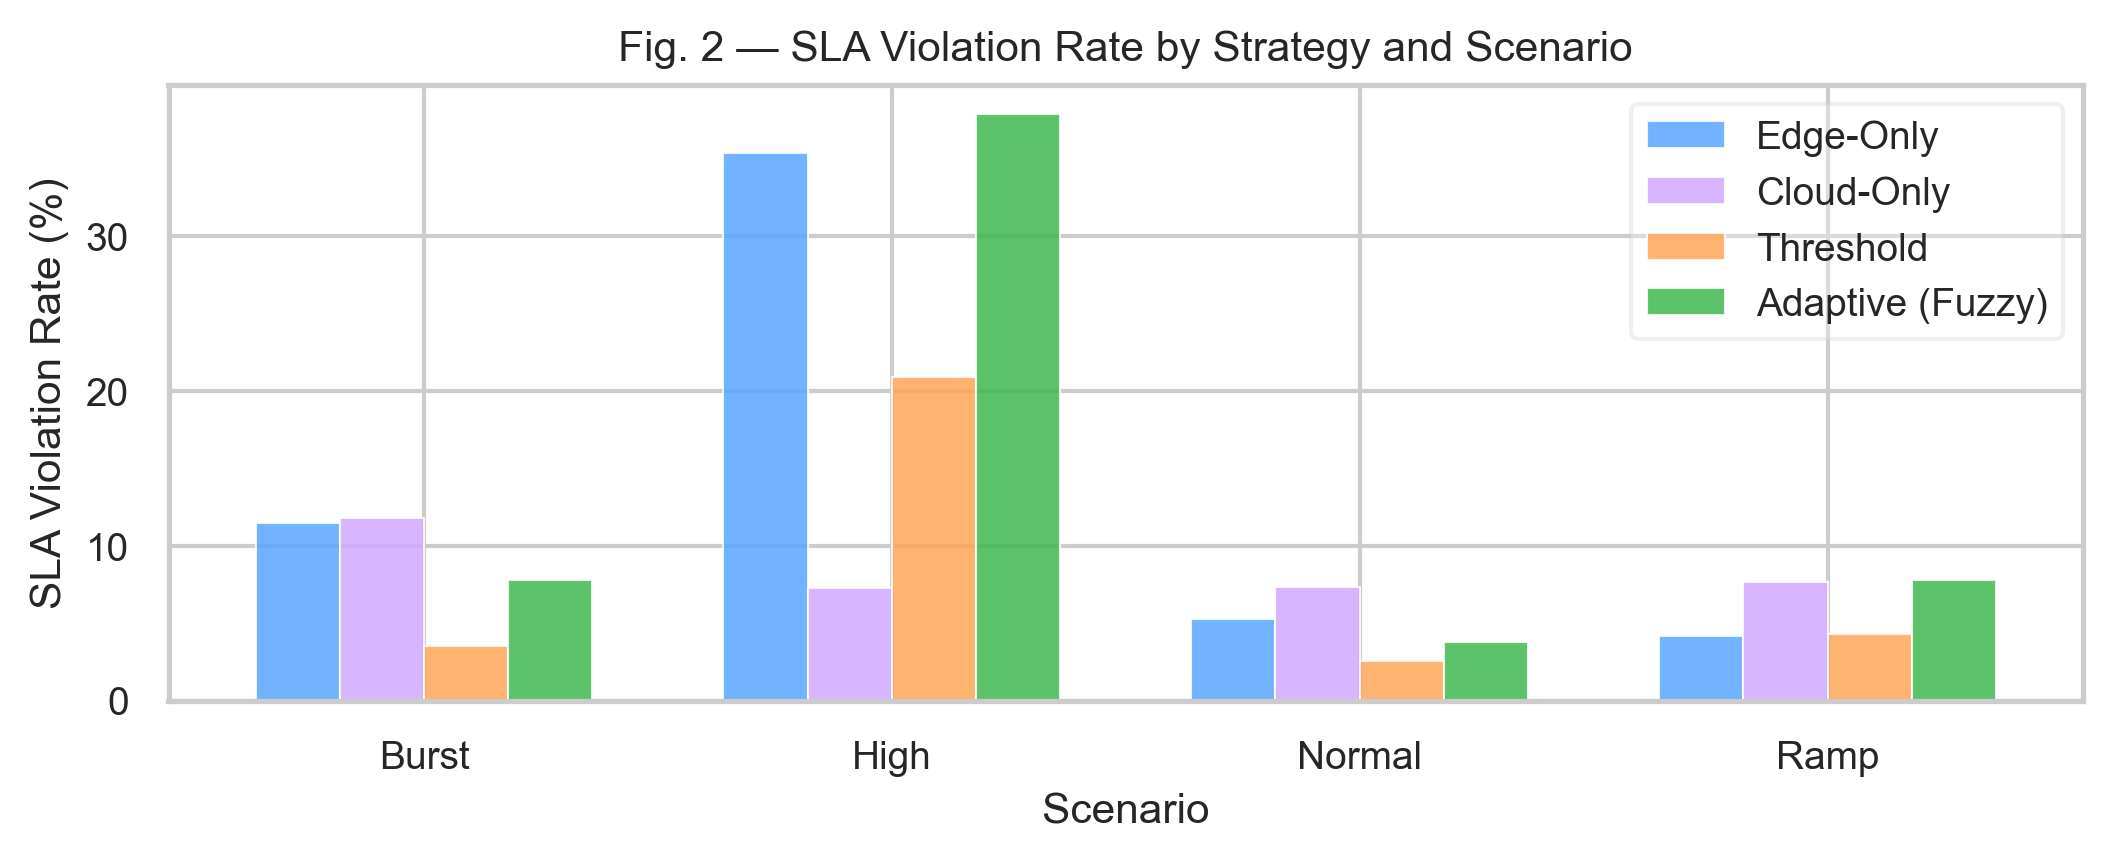 Fig. 2 — SLA Violation Rate by Strategy and Scenario
SLA Violation Rate (%)
30
20
10
0
Edge-Only
Cloud-Only
Threshold
Adaptive (Fuzzy)
Burst
High
Normal
Ramp
Scenario